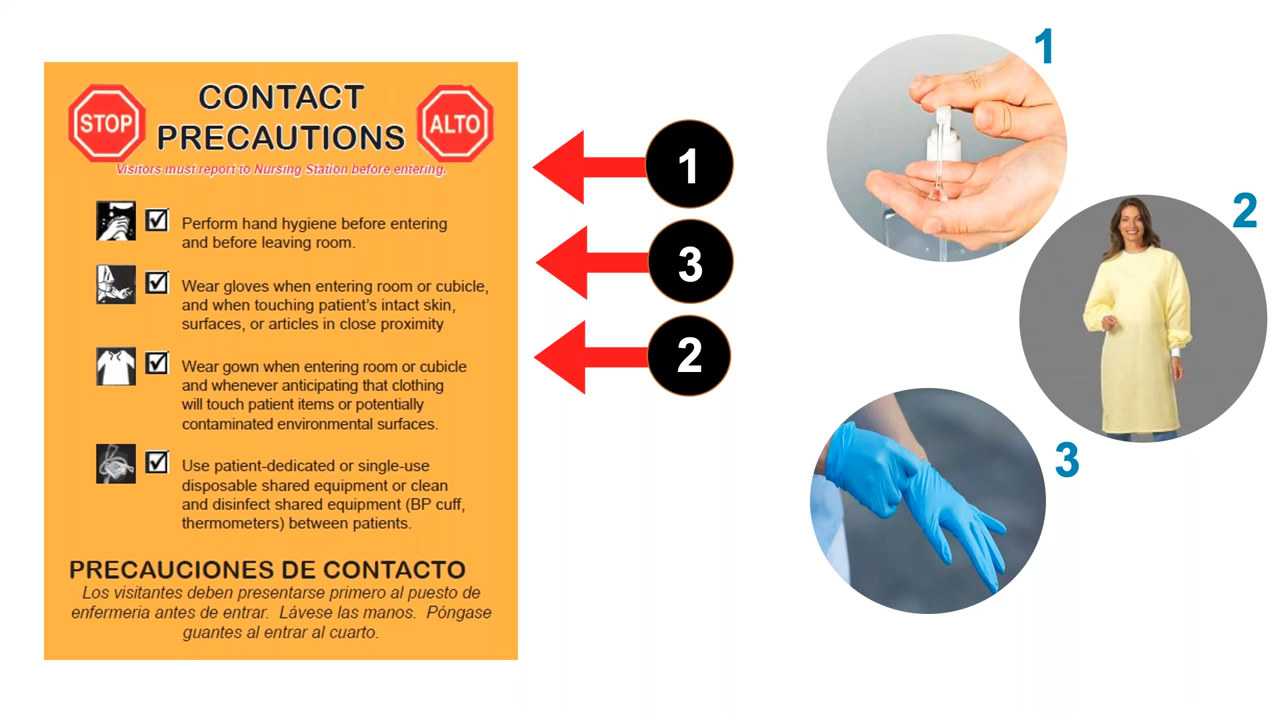 STOP
CONTACT
PRECAUTIONS
ALTO
Visitors must report to Nursing Station before entering.
Perform hand hygiene before entering
and before leaving room.
Wear gloves when entering room or cubicle,
and when touching patient's intact skin,
surfaces, or articles in close proximity
Wear gown when entering room or cubicle
and whenever anticipating that clothing
will touch patient items or potentially
contaminated environmental surfaces.
Use patient-dedicated or single-use
disposable shared equipment or clean
and disinfect shared equipment (BP cuff,
thermometers) between patients.
PRECAUCIONES DE CONTACTO
Los visitantes deben presentarse primero al puesto de
enfermeria antes de entrar. Lávese las manos. Póngase
guantes al entrar al cuarto.
1
3
2
1
2
3